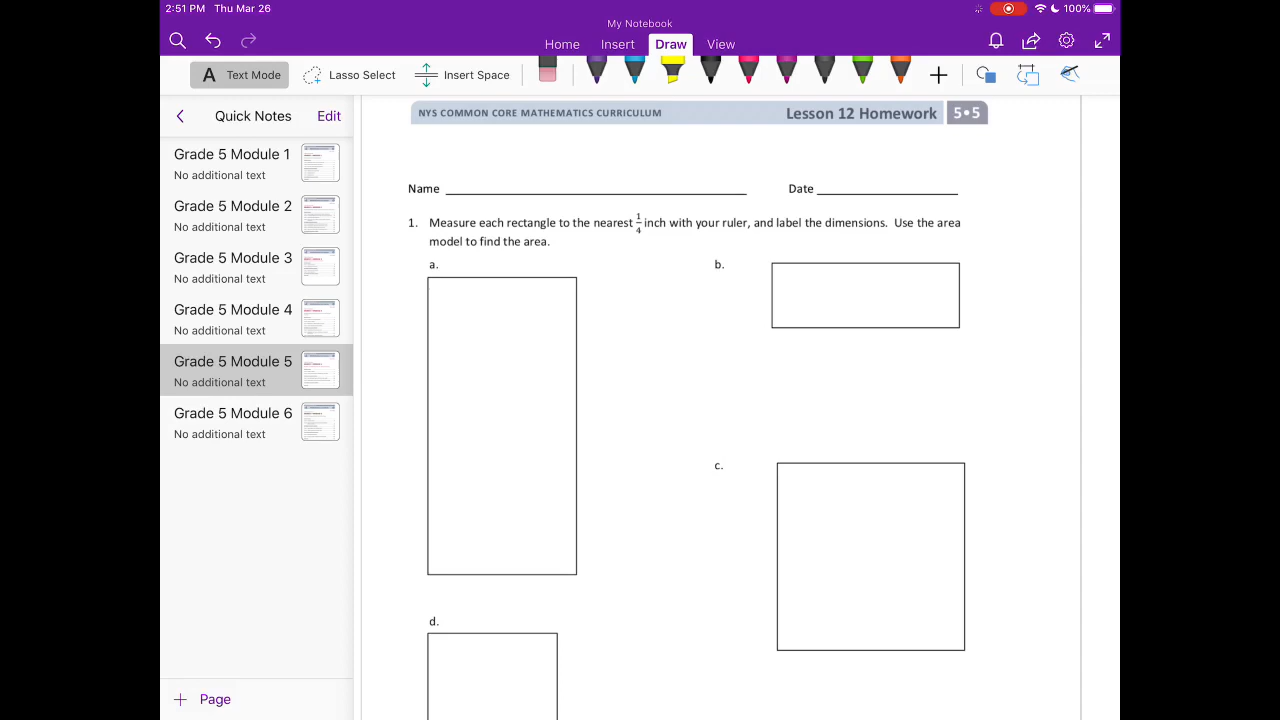 2:51 PM Thu Mar 26
100%
My Notebook
Home Insert Draw View
A Text Mode Lasso Select Insert Space
Quick Notes Edit
Grade 5 Module 1
No additional text
Grade 5 Module 2
No additional text
Grade 5 Module 3
No additional text
Grade 5 Module 4
No additional text
Grade 5 Module 5
No additional text
Grade 5 Module 6
No additional text
+ Page
NYS COMMON CORE MATHEMATICS CURRICULUM Lesson 12 Homework 5•5
Name Date
1. Measure each rectangle to the nearest 1/4 inch with your ruler, and label the dimensions. Use the area
model to find the area.
a. b.
c.
d.